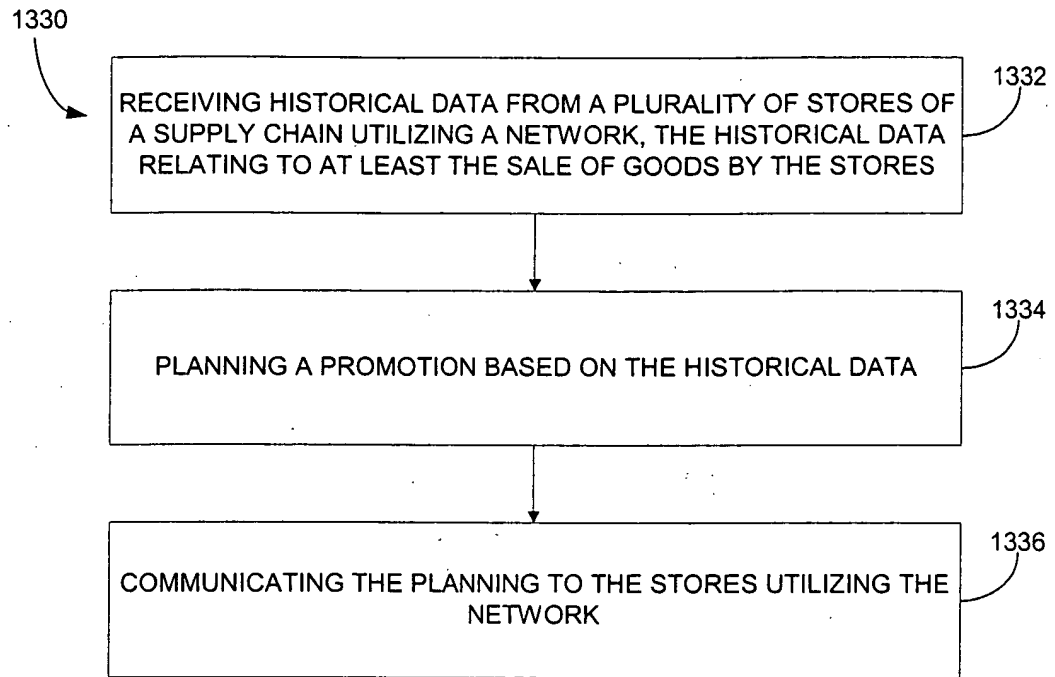 1330
1332
RECEIVING HISTORICAL DATA FROM A PLURALITY OF STORES OF
A SUPPLY CHAIN UTILIZING A NETWORK, THE HISTORICAL DATA
RELATING TO AT LEAST THE SALE OF GOODS BY THE STORES
1334
PLANNING A PROMOTION BASED ON THE HISTORICAL DATA
1336
COMMUNICATING THE PLANNING TO THE STORES UTILIZING THE
NETWORK